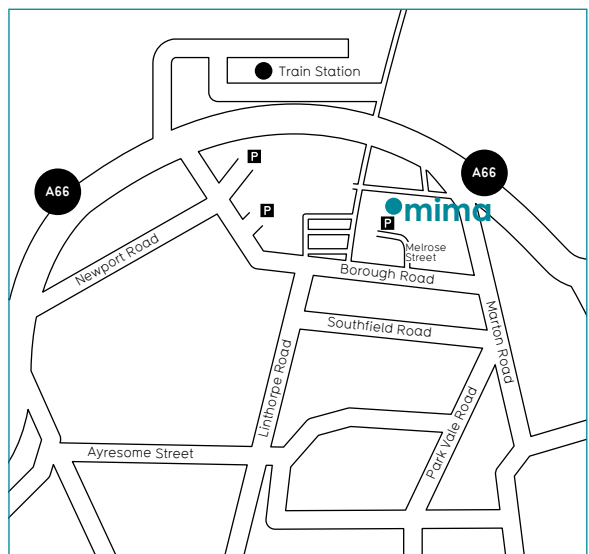 Train Station
P
A66
A66
P
mima
P
Melrose
Street
Newport Road
Borough Road
Southfield Road
Marton Road
Linthorpe Road
Park Vale Road
Ayresome Street